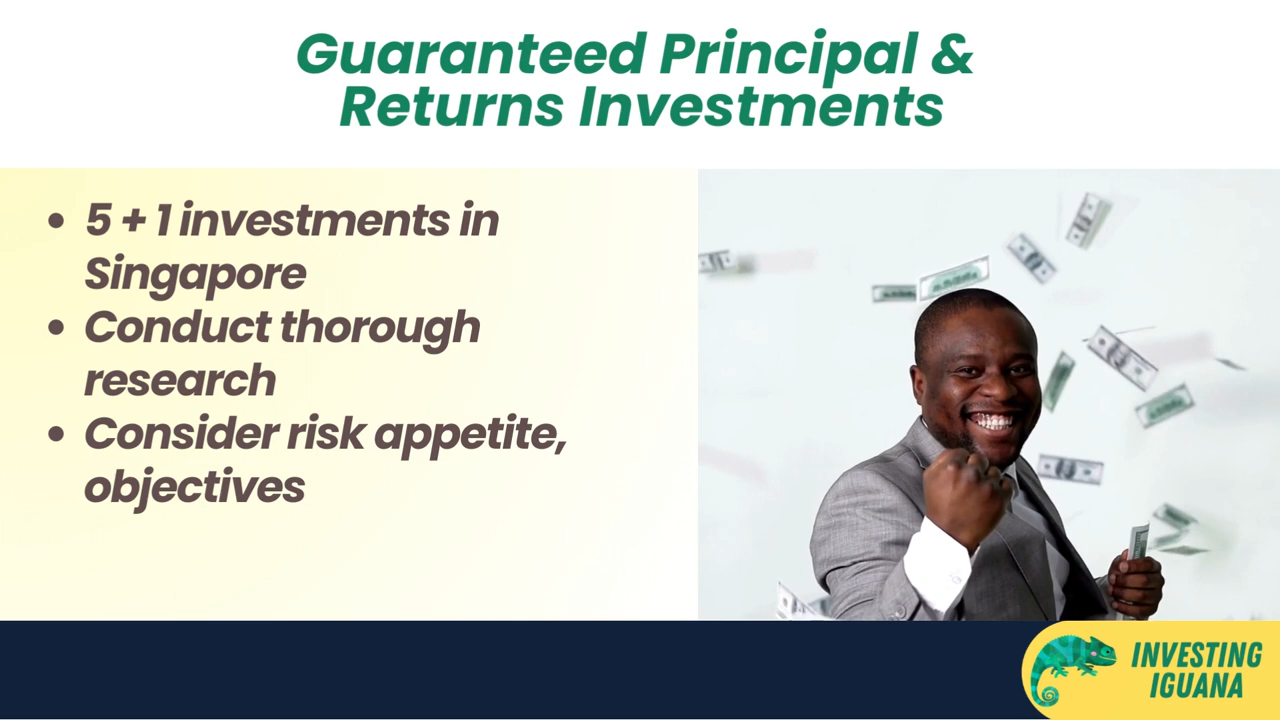 Guaranteed Principal &
Returns Investments
• 5 + 1 investments in
Singapore
• Conduct thorough
research
• Consider risk appetite,
objectives
INVESTING
IGUANA